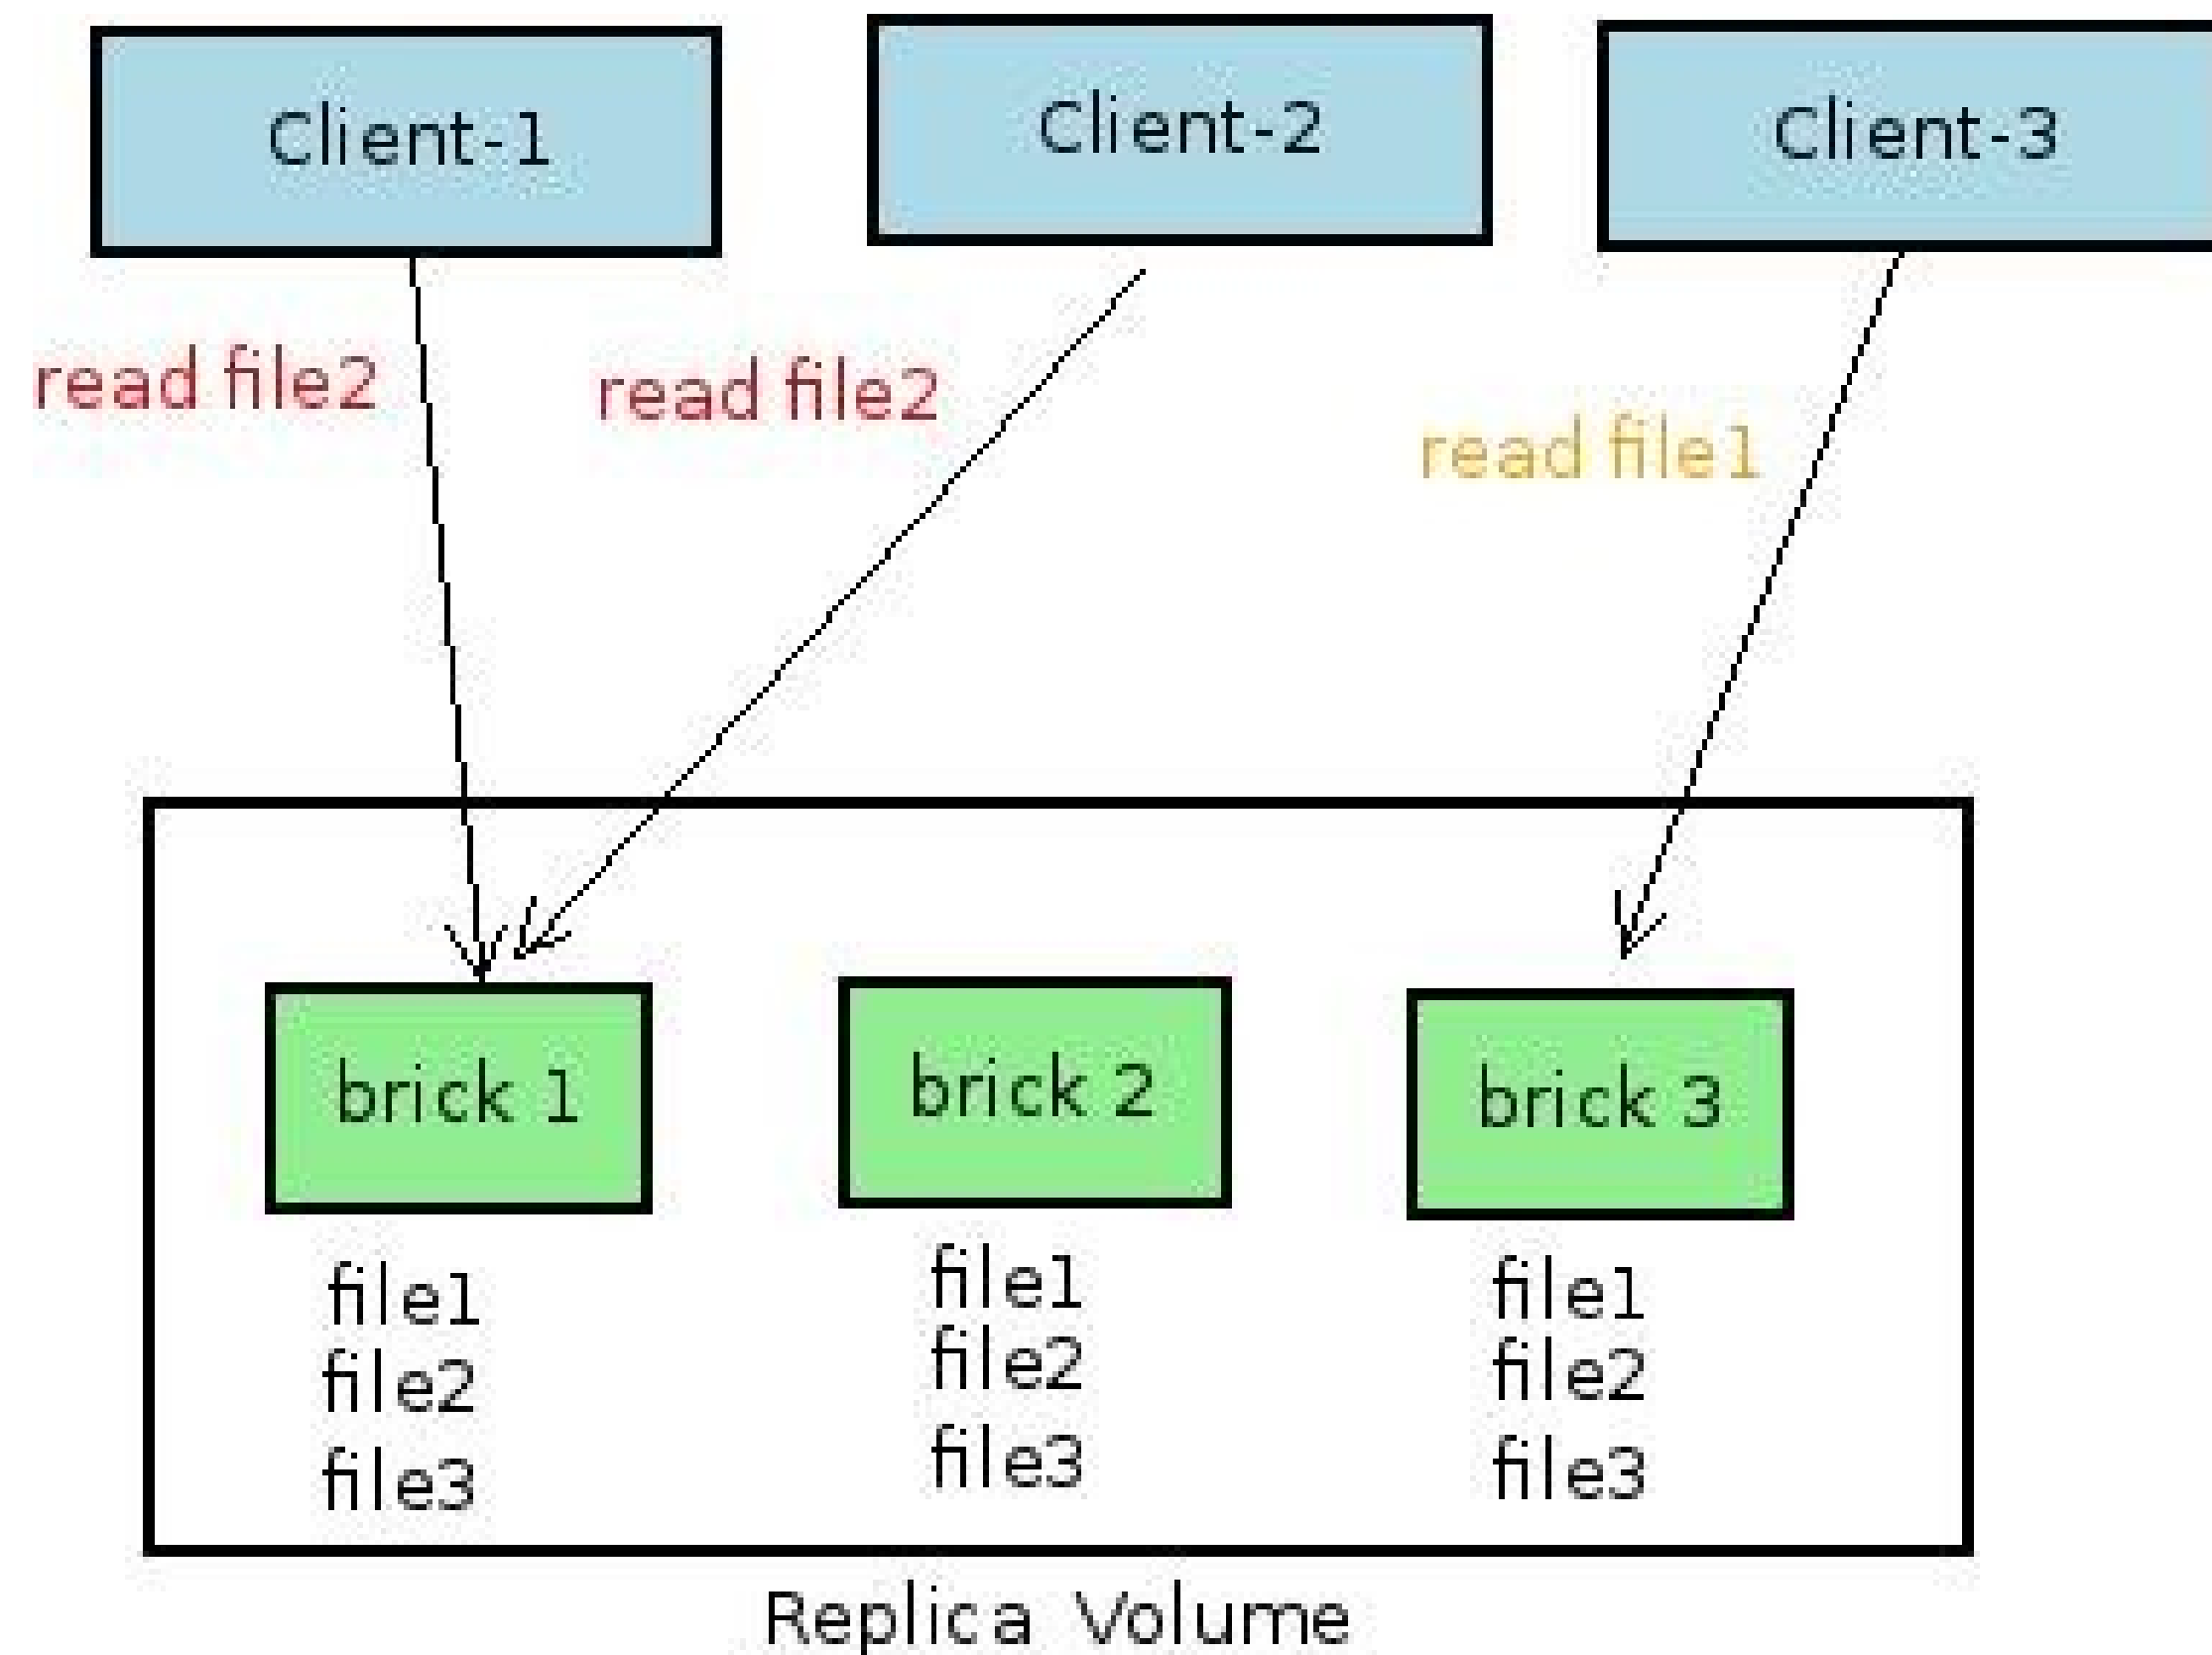 Client-1
Client-2
Client-3
read file2
read file2
read file1
brick 1
brick 2
brick 3
file1
file2
file3
file1
file2
file3
file1
file2
file3
Replica Volume